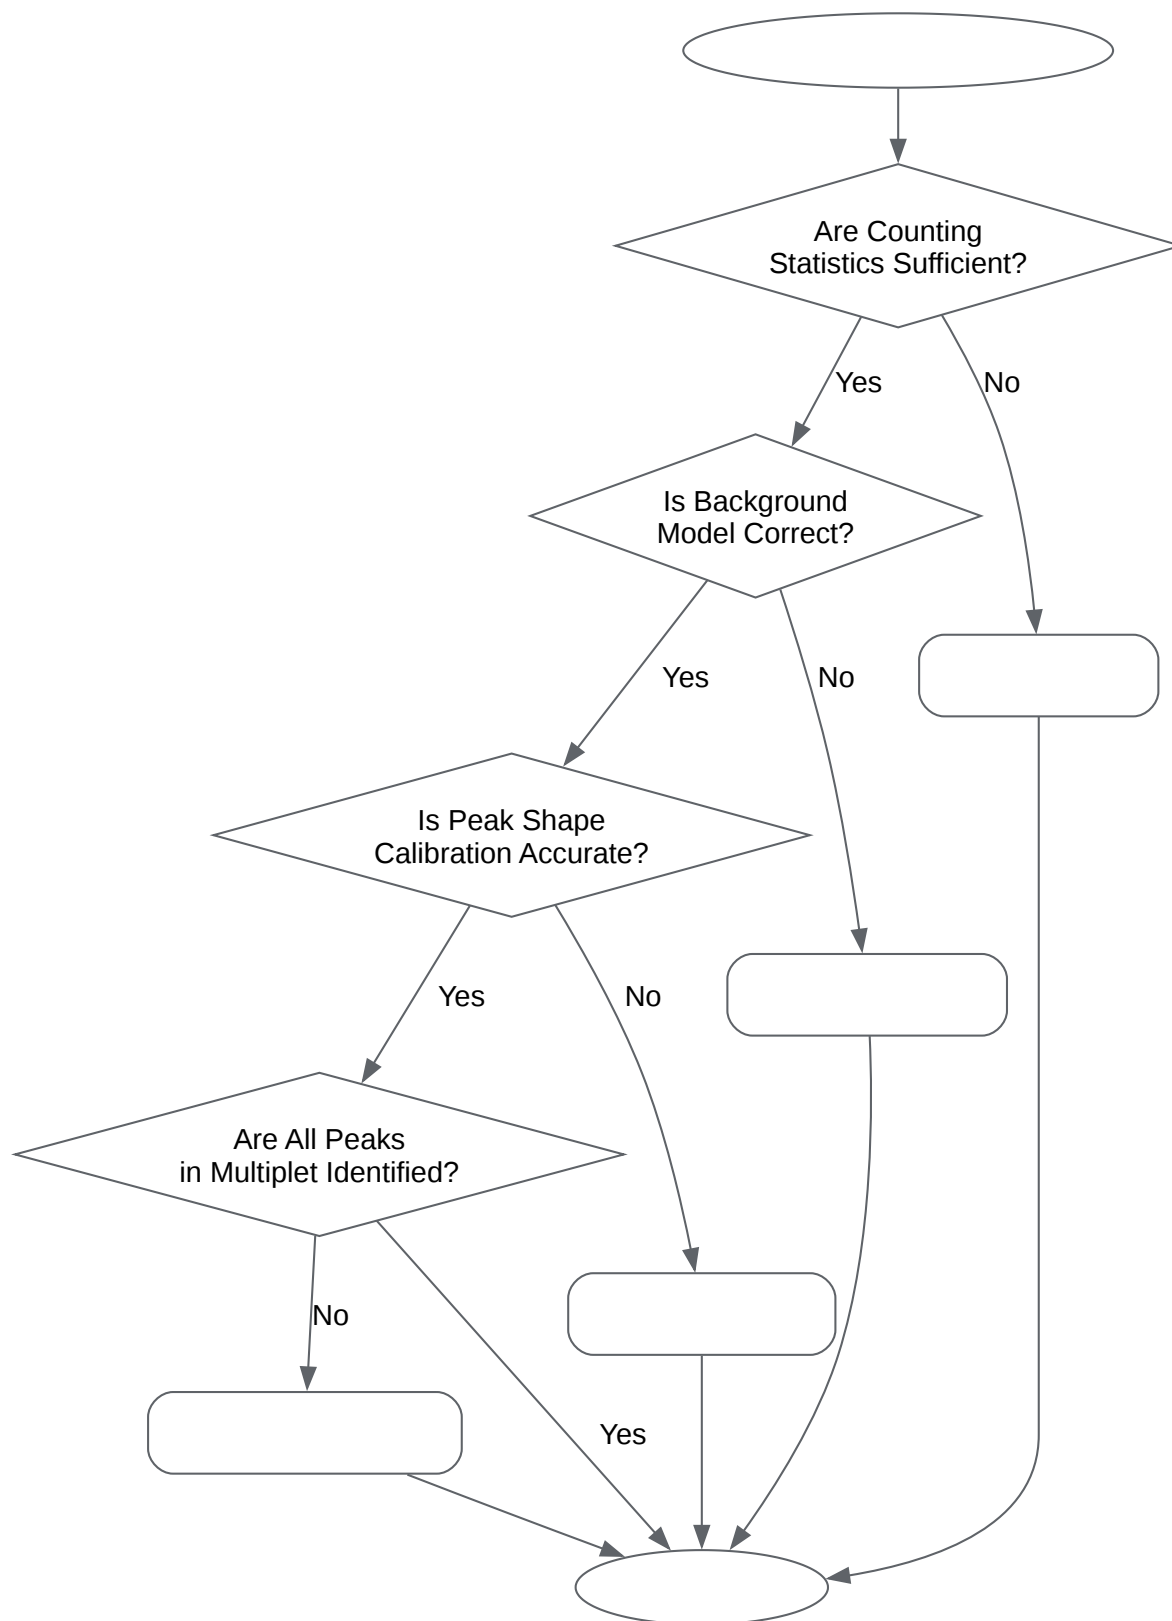 Are Counting
Statistics Sufficient?
Yes
No
Is Background
Model Correct?
Yes
No
Is Peak Shape
Calibration Accurate?
Yes
No
Are All Peaks
in Multiplet Identified?
No
Yes